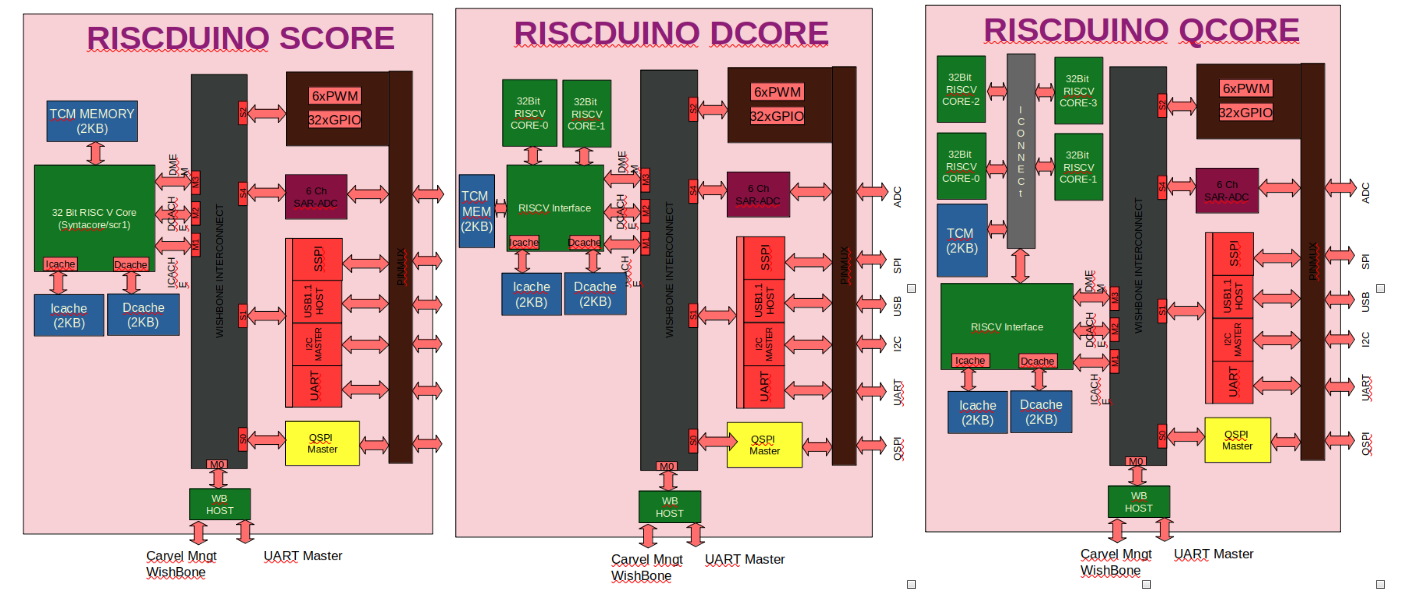 RISCDUINO SCORE
TCM MEMORY
(2KB)
32 Bit RISC V Core
(Syntacore/scr1)
Icache
Dcache
Icache
(2KB)
Dcache
(2KB)
DME
M
DCACH
E
ICACH
E
M3
M2
M1
WISHBONE INTERCONNECT
S2
S4
S1
S0
M0
6xPWM
32xGPIO
6 Ch
SAR-ADC
SSPI
USB1.1
HOST
I2C
MASTER
UART
QSPI
Master
PINMUX
WB
HOST
Carvel Mngt
WishBone
UART Master
RISCDUINO DCORE
32Bit
RISCV
CORE-0
32Bit
RISCV
CORE-1
TCM
MEM
(2KB)
RISCV Interface
Icache
Dcache
Icache
(2KB)
Dcache
(2KB)
DME
M
DCACH
E
ICACH
E
M3
M2
M1
WISHBONE INTERCONNECT
S2
S4
S1
S0
M0
6xPWM
32xGPIO
6 Ch
SAR-ADC
SSPI
USB1.1
HOST
I2C
MASTER
UART
QSPI
Master
PINMUX
ADC
SPI
USB
I2C
UART
QSPI
WB
HOST
Carvel Mngt
WishBone
UART Master
RISCDUINO QCORE
32Bit
RISCV
CORE-2
32Bit
RISCV
CORE-3
32Bit
RISCV
CORE-0
32Bit
RISCV
CORE-1
ICONNECt
TCM
(2KB)
RISCV Interface
Icache
Dcache
Icache
(2KB)
Dcache
(2KB)
DME
M
DCACH
E
ICACH
E
M3
M2
M1
WISHBONE INTERCONNECT
S2
S4
S1
S0
M0
6xPWM
32xGPIO
6 Ch
SAR-ADC
SSPI
USB1.1
HOST
I2C
MASTER
UART
QSPI
Master
PINMUX
ADC
SPI
USB
I2C
UART
QSPI
WB
HOST
Carvel Mngt
WishBone
UART Master